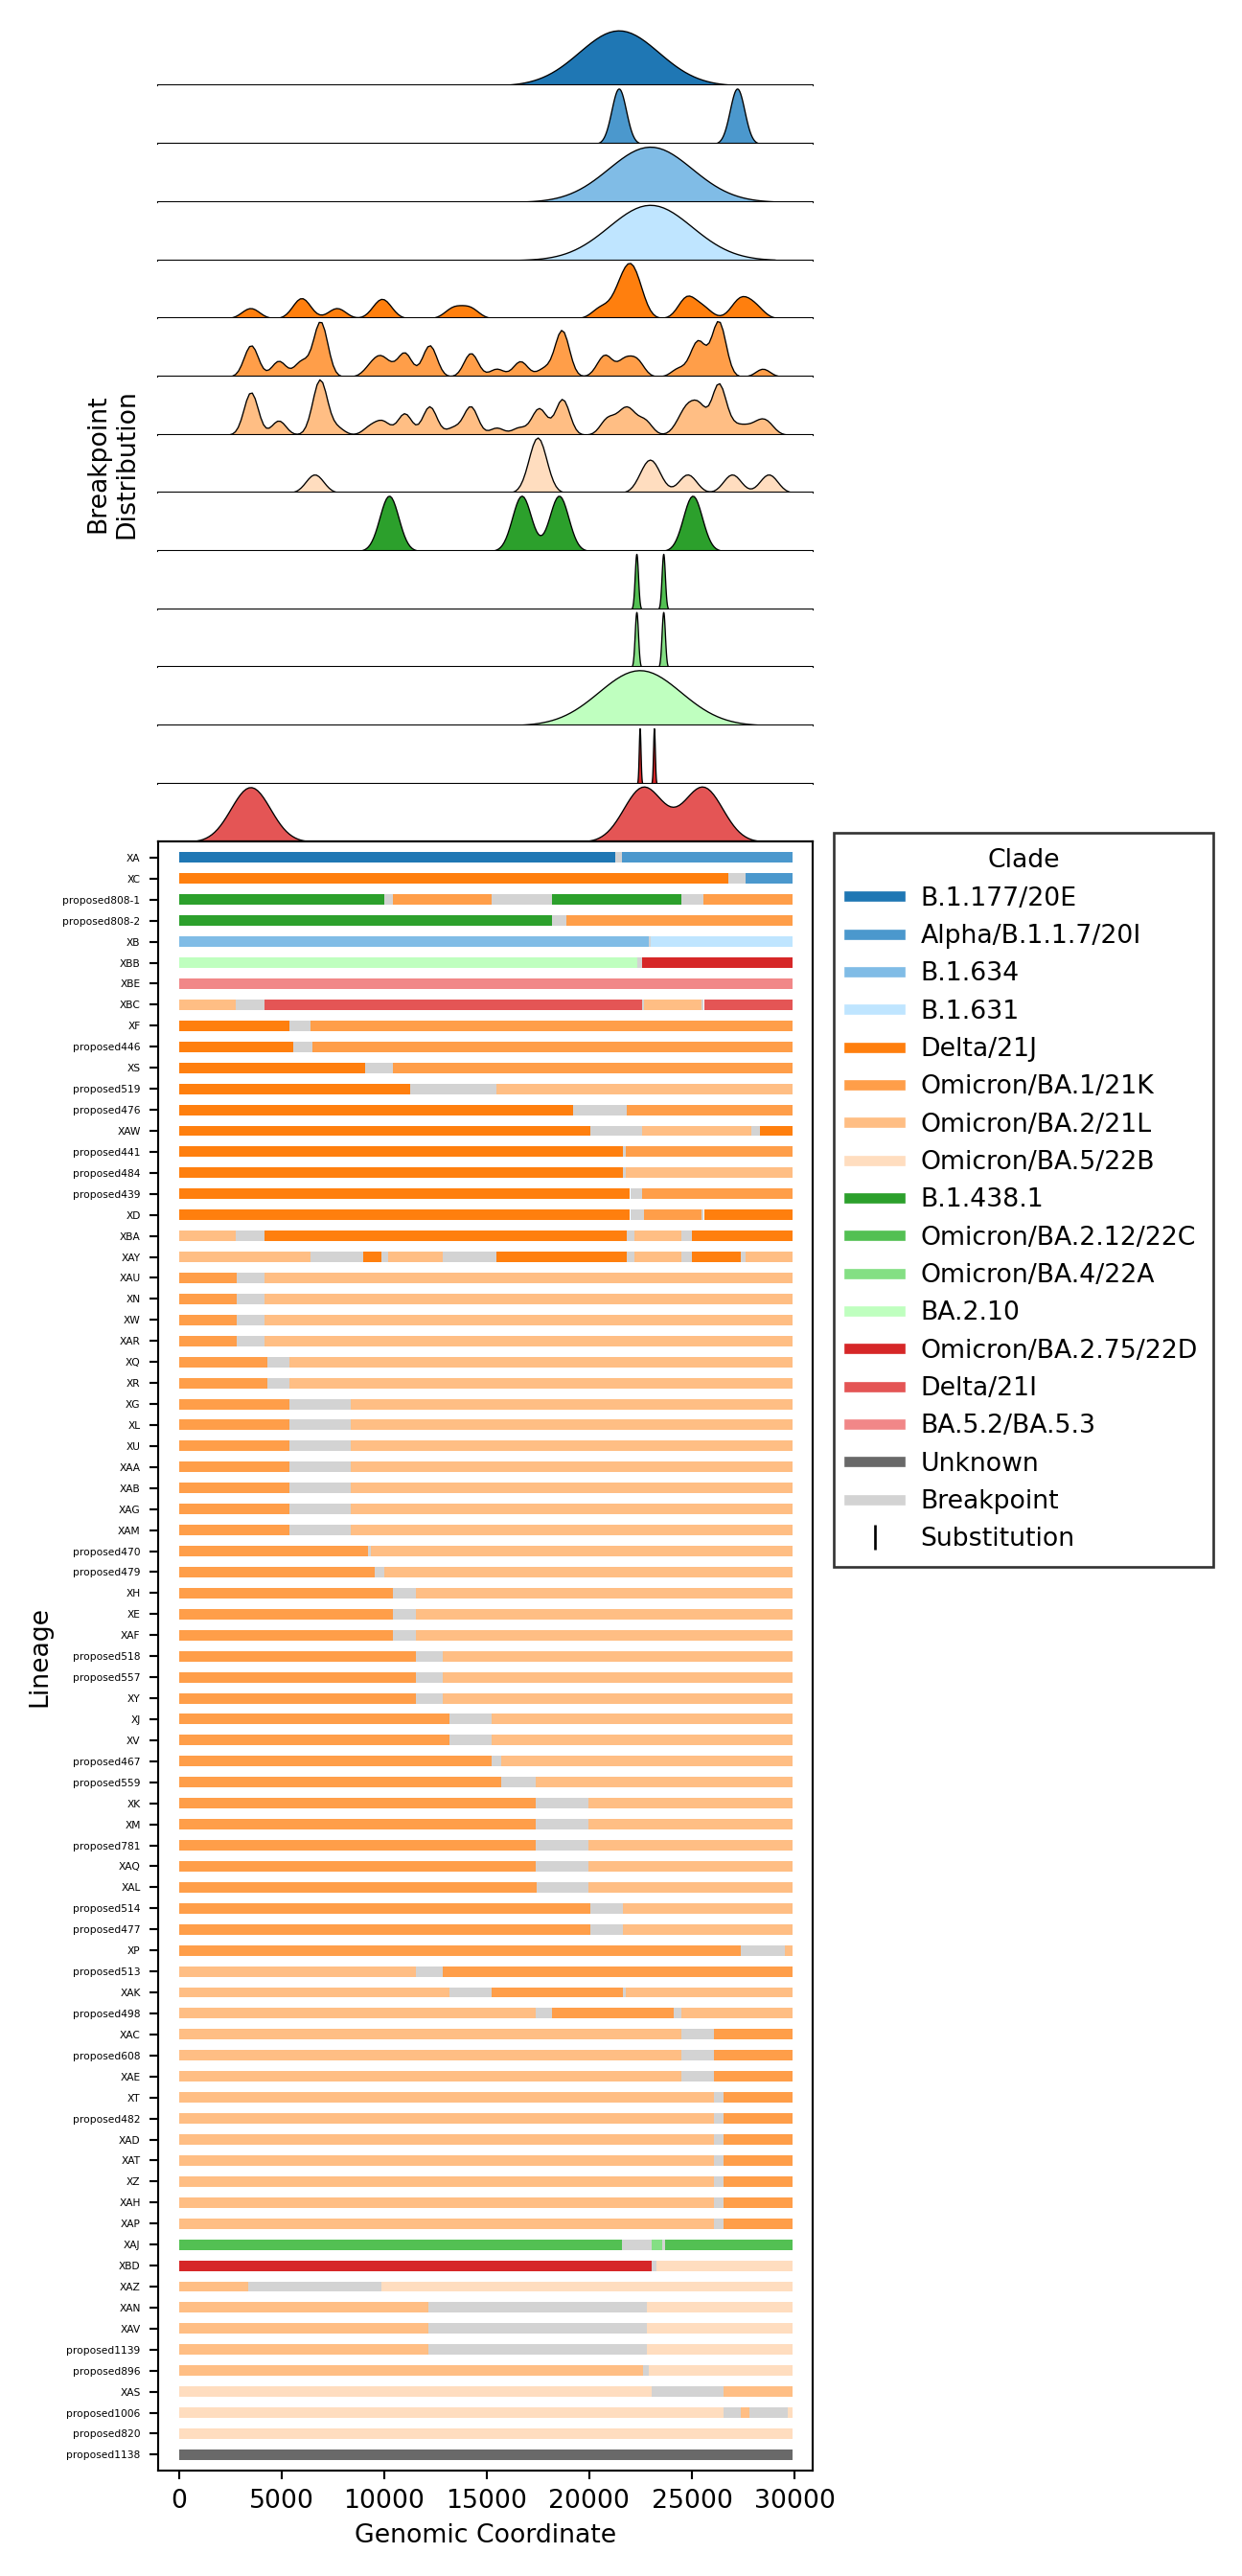 Breakpoint
Distribution
XA
XC
proposed808-1
proposed808-2
XB
XBB
XBE
XBC
XF
proposed446
XS
proposed519
proposed476
XAW
proposed441
proposed484
proposed439
XD
XBA
XAY
XAU
XN
XW
XAR
XQ
XR
XG
XL
XU
XAA
XAB
XAG
XAM
proposed470
proposed479
XH
XE
XAF
proposed518
proposed557
XY
XJ
XV
proposed467
proposed559
XK
XM
proposed781
XAQ
XAL
proposed514
proposed477
XP
proposed513
XAK
proposed498
XAC
proposed608
XAE
XT
proposed482
XAD
XAT
XZ
XAH
XAP
XAJ
XBD
XAZ
XAN
XAV
proposed1139
proposed896
XAS
proposed1006
proposed820
proposed1138
Lineage
0 5000 10000 15000 20000 25000 30000
Genomic Coordinate
Clade
B.1.177/20E
Alpha/B.1.1.7/20I
B.1.634
B.1.631
Delta/21J
Omicron/BA.1/21K
Omicron/BA.2/21L
Omicron/BA.5/22B
B.1.438.1
Omicron/BA.2.12/22C
Omicron/BA.4/22A
BA.2.10
Omicron/BA.2.75/22D
Delta/21I
BA.5.2/BA.5.3
Unknown
Breakpoint
Substitution